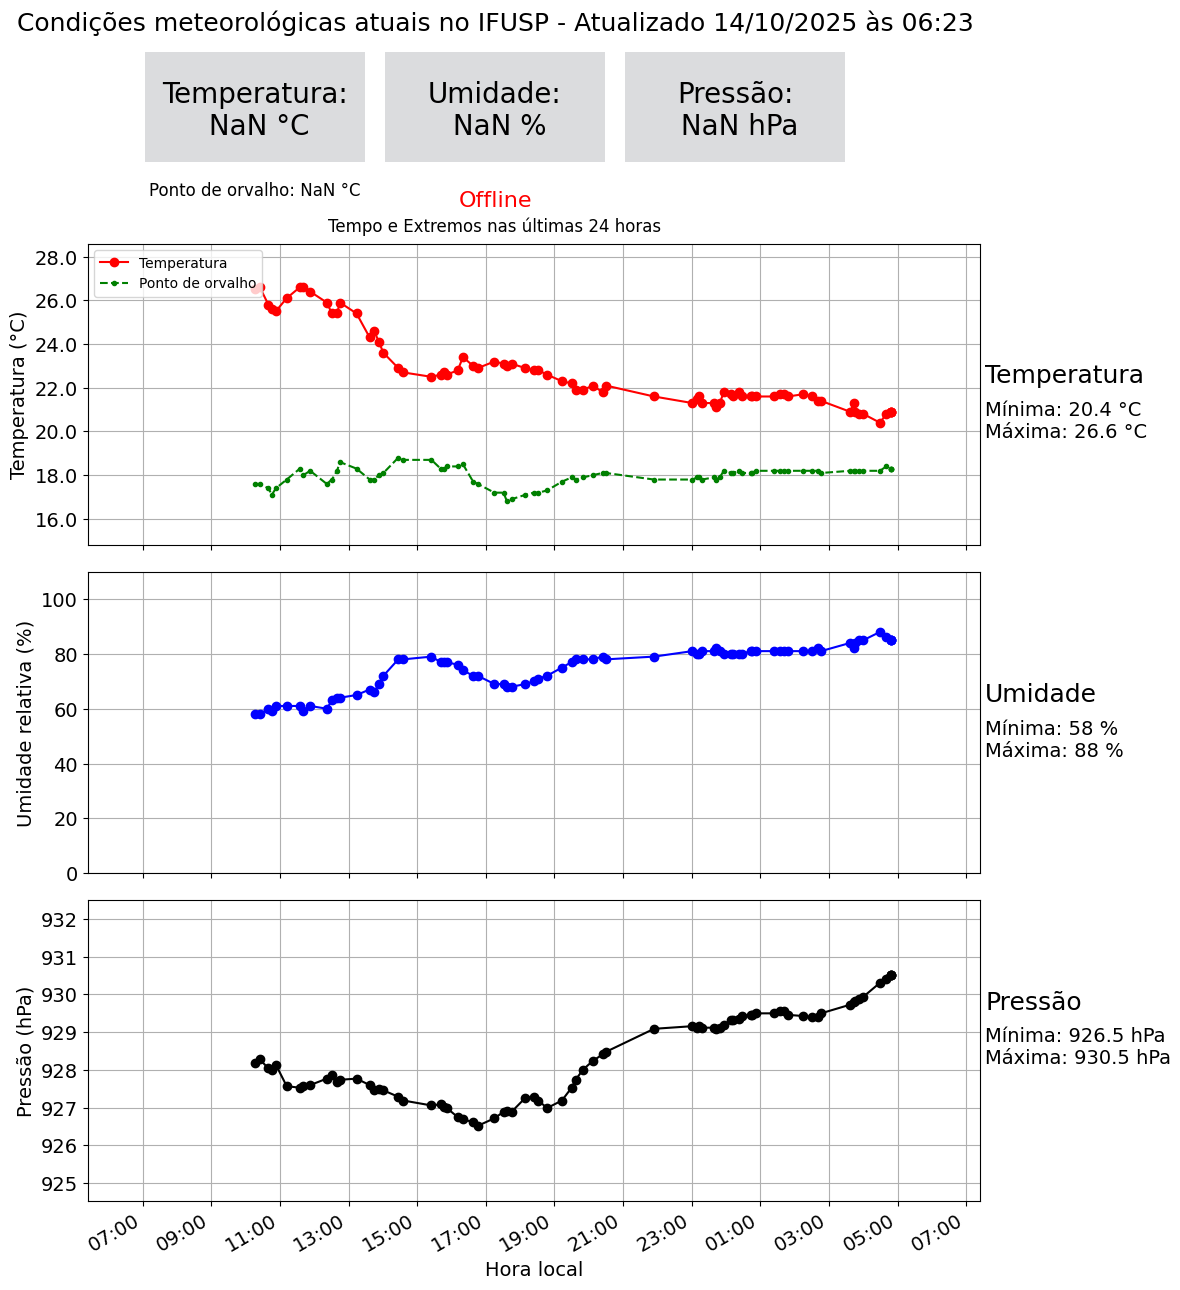 Condições meteorológicas atuais no IFUSP - Atualizado 14/10/2025 às 06:23
Temperatura:
NaN °C
Umidade:
NaN %
Pressão:
NaN hPa
Ponto de orvalho: NaN °C
Offline
Tempo e Extremos nas últimas 24 horas
Temperatura
Ponto de orvalho
Temperatura (°C)
28.0
26.0
24.0
22.0
20.0
18.0
16.0
Temperatura
Mínima: 20.4 °C
Máxima: 26.6 °C
Umidade relativa (%)
100
80
60
40
20
0
Umidade
Mínima: 58 %
Máxima: 88 %
Pressão (hPa)
932
931
930
929
928
927
926
925
Pressão
Mínima: 926.5 hPa
Máxima: 930.5 hPa
07:00 09:00 11:00 13:00 15:00 17:00 19:00 21:00 23:00 01:00 03:00 05:00 07:00
Hora local